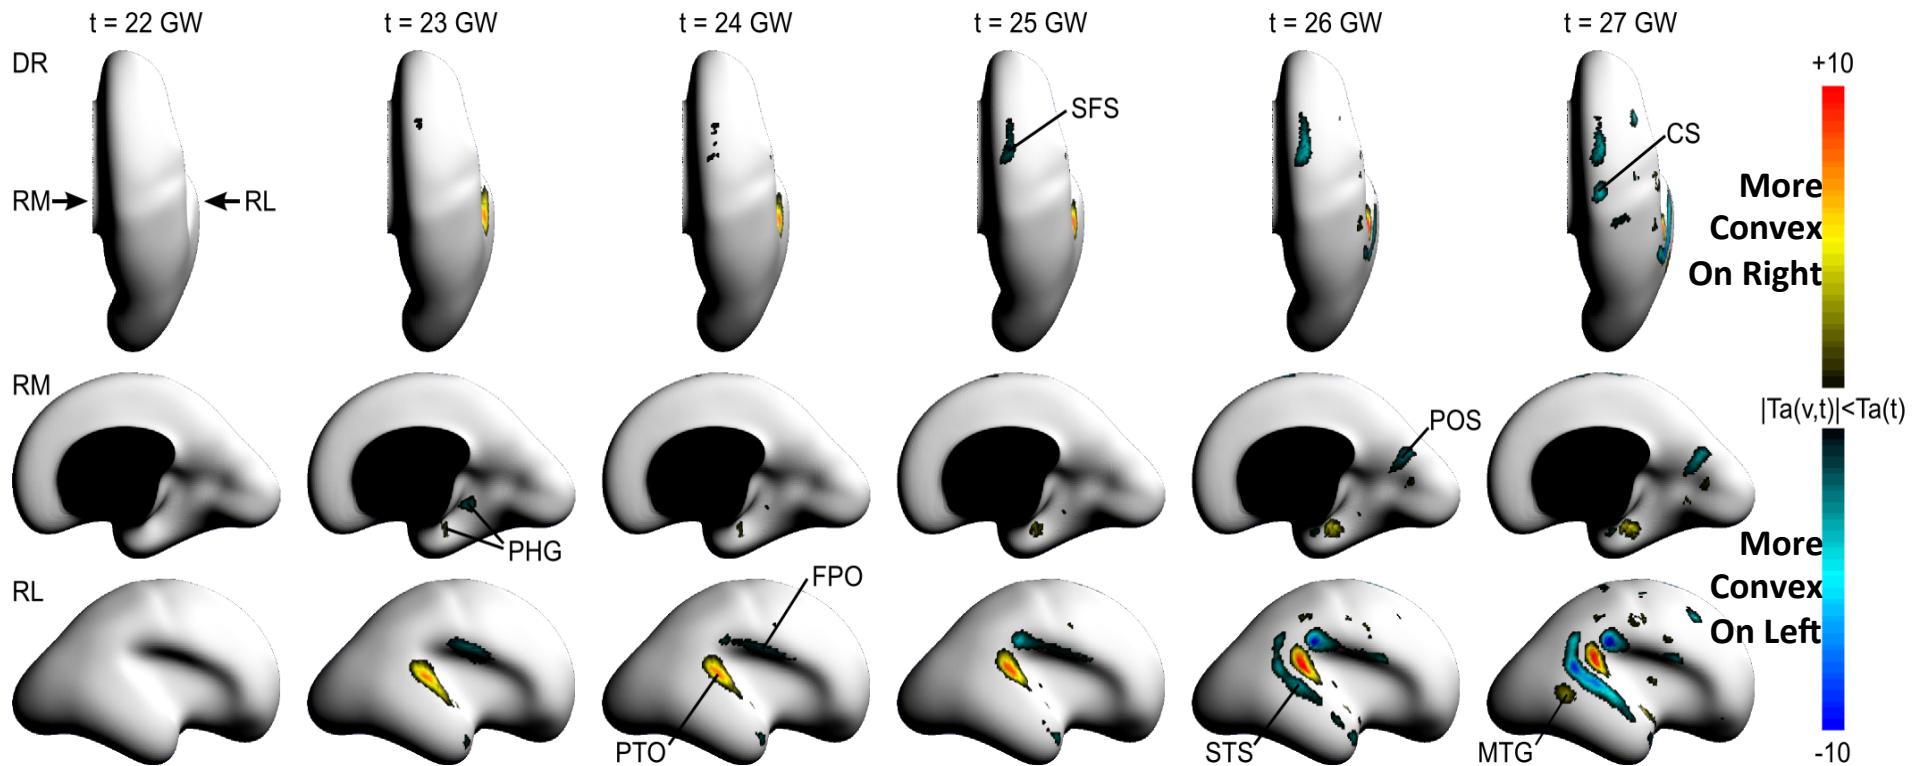 t = 22 GW t = 23 GW t = 24 GW t = 25 GW t = 26 GW t = 27 GW
DR
+10
SFS
CS
RM RL
More
Convex
On Right
RM
|Ta(v,t)|<Ta(t)
POS
PHG
More
Convex
On Left
RL
FPO
PTO
STS
MTG
-10